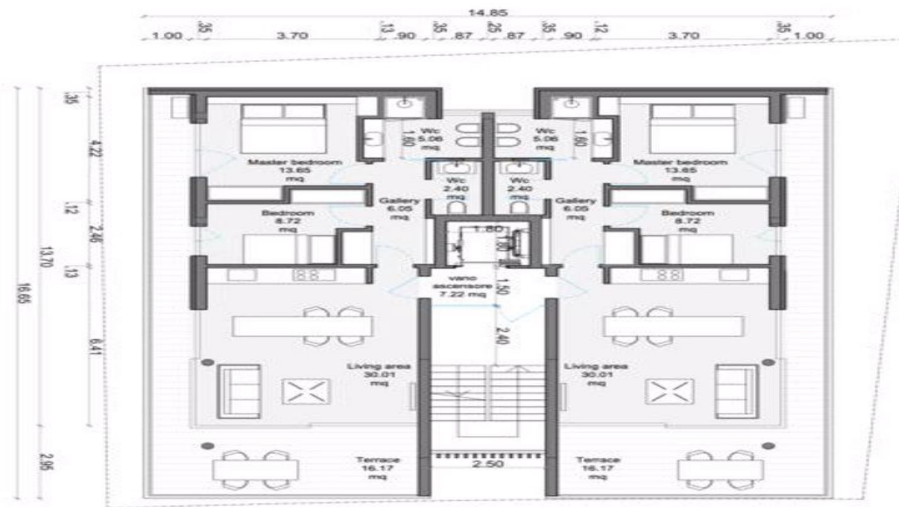 14.85
1.00 .35 3.70 .13 .90 .35 .87 .25 .87 .35 .90 .12 3.70 .35 1.00
.35
4.22
.12
2.46
.13
6.41
2.95
13.70
16.65
Wc
5.06
mq
1.60
Wc
5.06
mq
1.60
Master bedroom
13.65
mq
Master bedroom
13.65
mq
Wc
2.40
mq
Wc
2.40
mq
Gallery
6.05
mq
Gallery
6.05
mq
Bedroom
8.72
mq
Bedroom
8.72
mq
1.80
vano
ascensore
7.22 mq
1.50
2.40
Living area
30.01
mq
Living area
30.01
mq
Terrace
16.17
mq
Terrace
16.17
mq
2.50